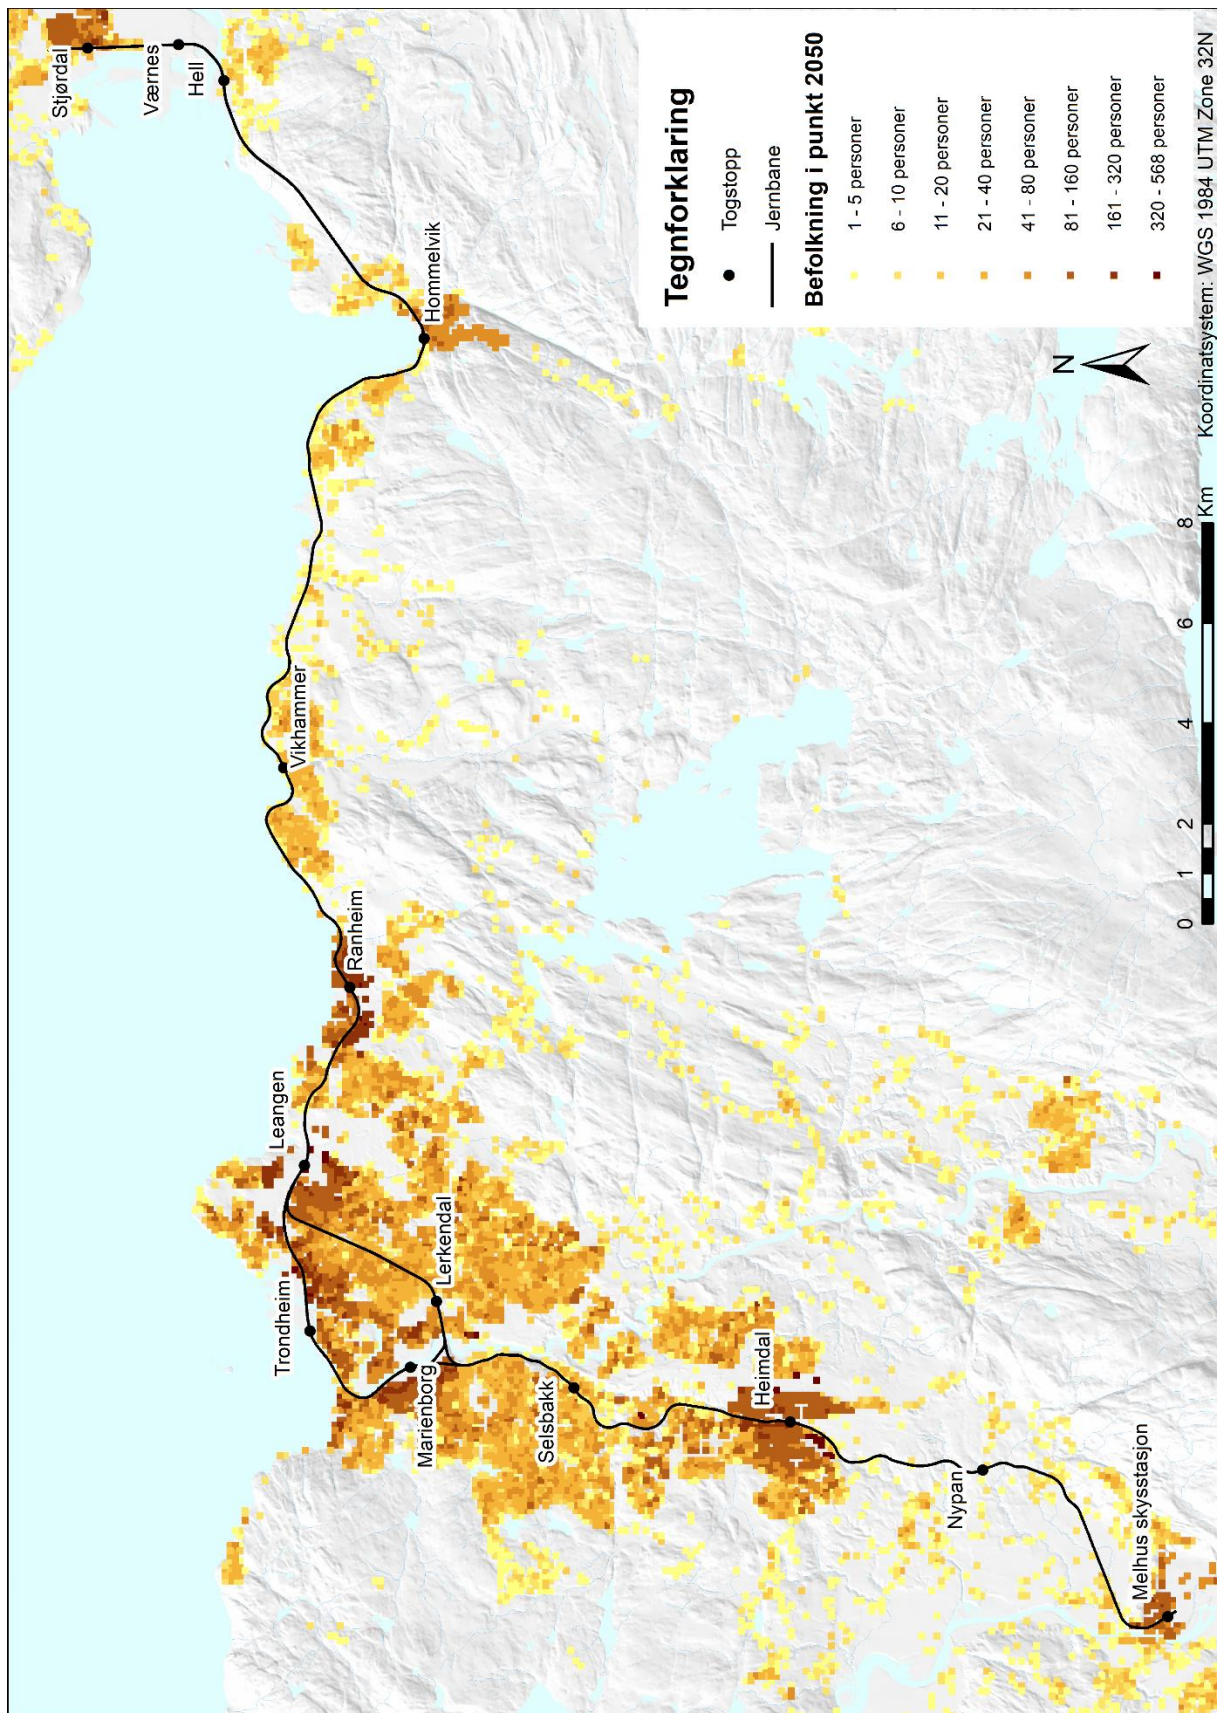 Stjørdal
Værnes
Hell
Hommelvik
Vikhammer
Ranheim
Leangen
Trondheim
Lerkendal
Marienborg
Selsbakk
Heimdal
Nypan
Melhus skysstasjon
Tegnforklaring
Togstopp
Jernbane
Befolkning i punkt 2050
1 - 5 personer
6 - 10 personer
11 - 20 personer
21 - 40 personer
41 - 80 personer
81 - 160 personer
161 - 320 personer
320 - 568 personer
N
0 1 2 4 6 8
Km
Koordinatsystem: WGS 1984 UTM Zone 32N